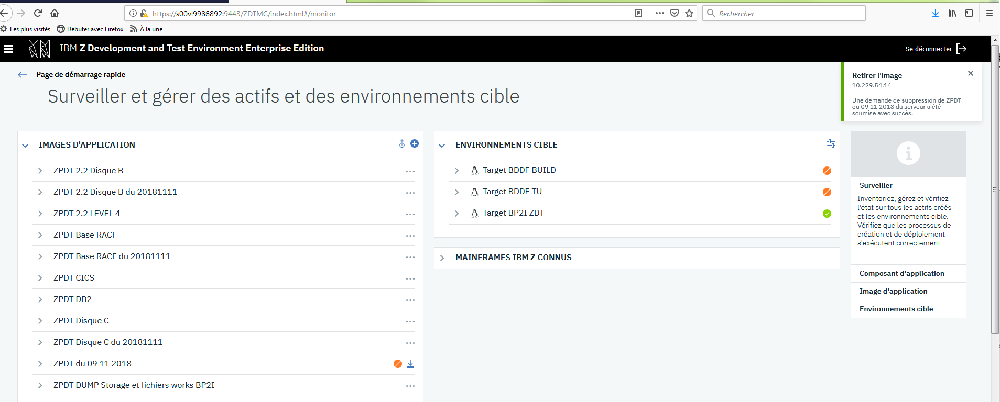 https://s00vl9986892:9443/ZDTMC/index.html#/monitor
Rechercher
Les plus visités
Débuter avec Firefox
À la une
IBM Z Development and Test Environment Enterprise Edition
Se déconnecter
Page de démarrage rapide
Surveiller et gérer des actifs et des environnements cible
Retirer l'image
10.229.54.14
Une demande de suppression de ZPDT
du 09 11 2018 du serveur a été
soumise avec succès.
IMAGES D'APPLICATION
ZPDT 2.2 Disque B
ZPDT 2.2 Disque B du 20181111
ZPDT 2.2 LEVEL 4
ZPDT Base RACF
ZPDT Base RACF du 20181111
ZPDT CICS
ZPDT DB2
ZPDT Disque C
ZPDT Disque C du 20181111
ZPDT du 09 11 2018
ZPDT DUMP Storage et fichiers works BP2I
ENVIRONNEMENTS CIBLE
Target BDDF BUILD
Target BDDF TU
Target BP2I ZDT
MAINFRAMES IBM Z CONNUS
Surveiller
Inventoriez, gérez et vérifiez
l'état sur tous les actifs créés
et les environnements cible.
Vérifiez que les processus de
création et de déploiement
s'exécutent correctement.
Composant d'application
Image d'application
Environnements cible